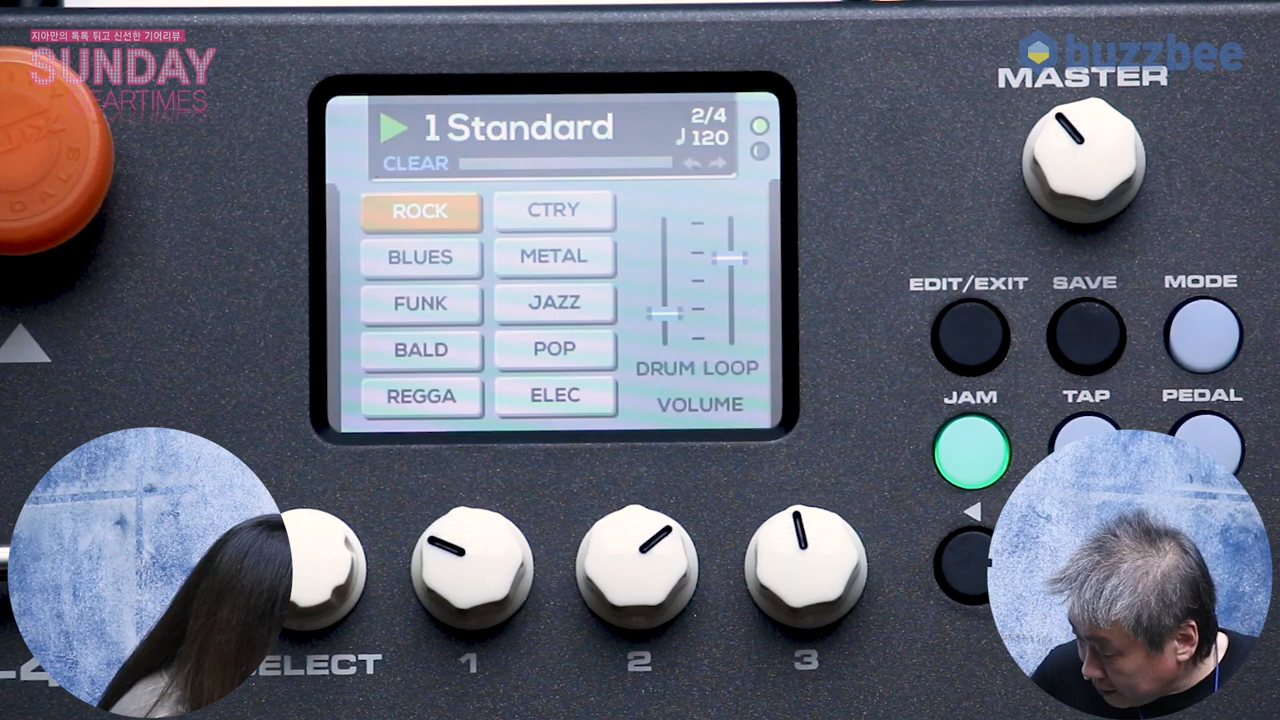 지아만의 톡톡 튀고 신선한 기어리뷰
SUNDAY
buzzbee
MASTER
1 Standard
2/4
♩120
CLEAR
ROCK
CTRY
BLUES
METAL
FUNK
JAZZ
BALD
POP
REGGA
ELEC
DRUM LOOP
VOLUME
EDIT/EXIT
SAVE
MODE
JAM
TAP
PEDAL
1
2
3